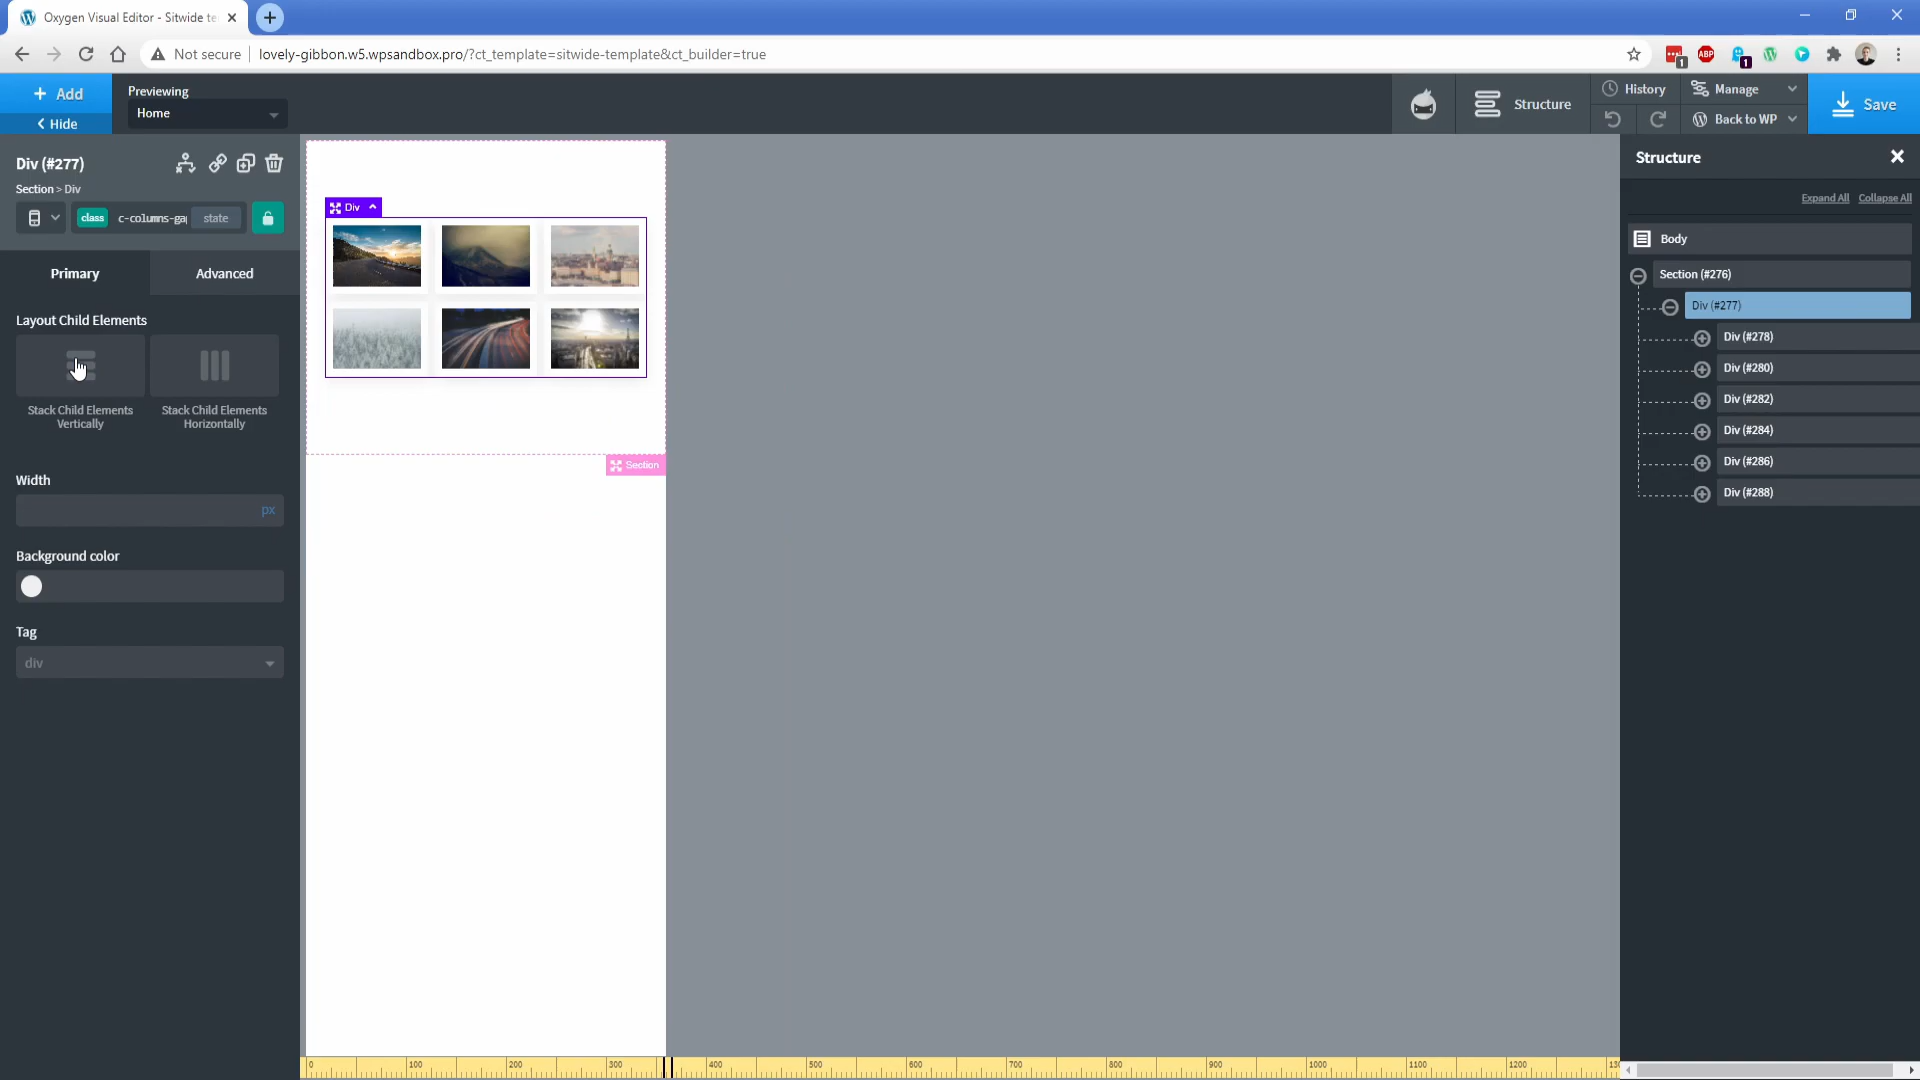 Oxygen Visual Editor - Sitwide te
Not secure
lovely-gibbon.w5.wpsandbox.pro/?ct_template=sitwide-template&ct_builder=true
1
ABP
1
+ Add
Hide
Previewing
Home
Structure
History
Manage
Back to WP
Save
Div (#277)
Section > Div
class
c-columns-ga
state
Primary
Advanced
Layout Child Elements
Stack Child Elements
Vertically
Stack Child Elements
Horizontally
Width
px
Background color
Tag
div
Div
Section
Structure
Expand All
Collapse All
Body
Section (#276)
Div (#277)
Div (#278)
Div (#280)
Div (#282)
Div (#284)
Div (#286)
Div (#288)
0
100
200
300
400
500
600
700
800
900
1000
1100
1200